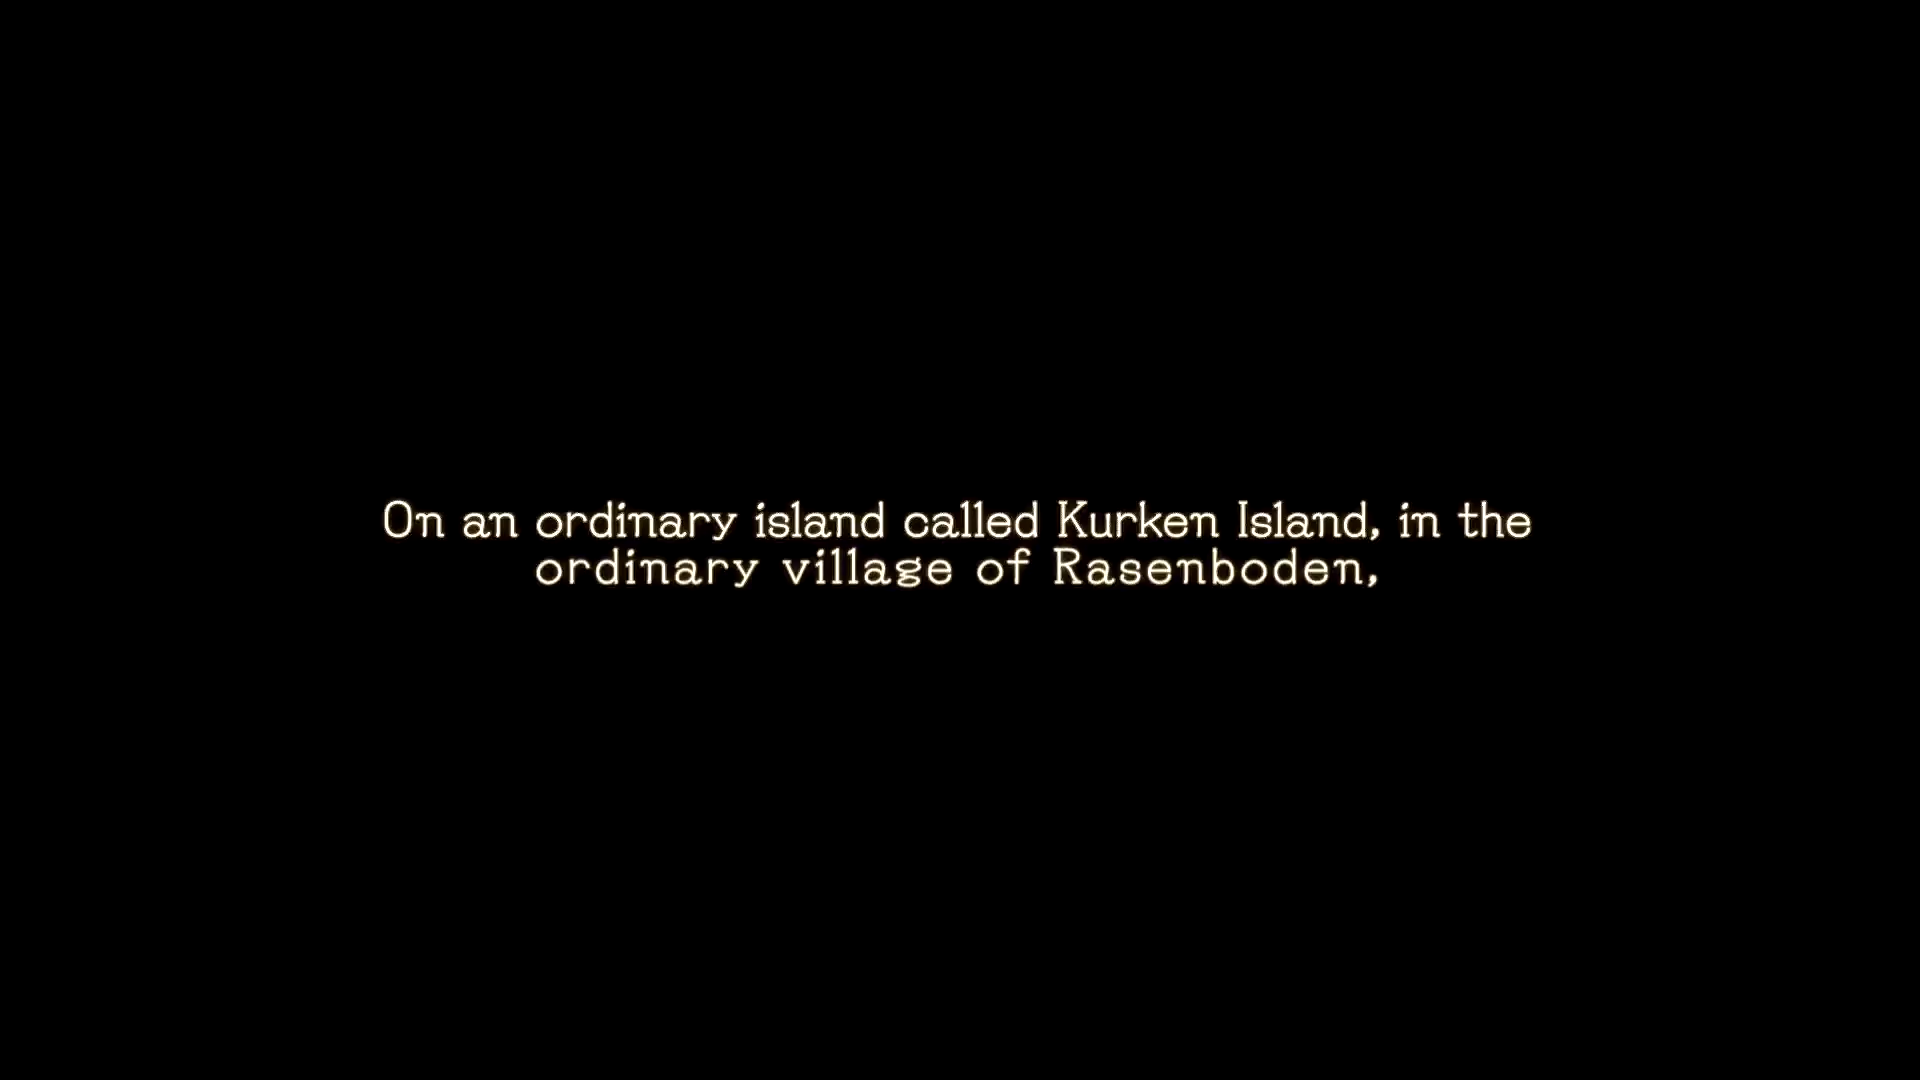 On an ordinary island called Kurken Island, in the
ordinary village of Rasenboden,